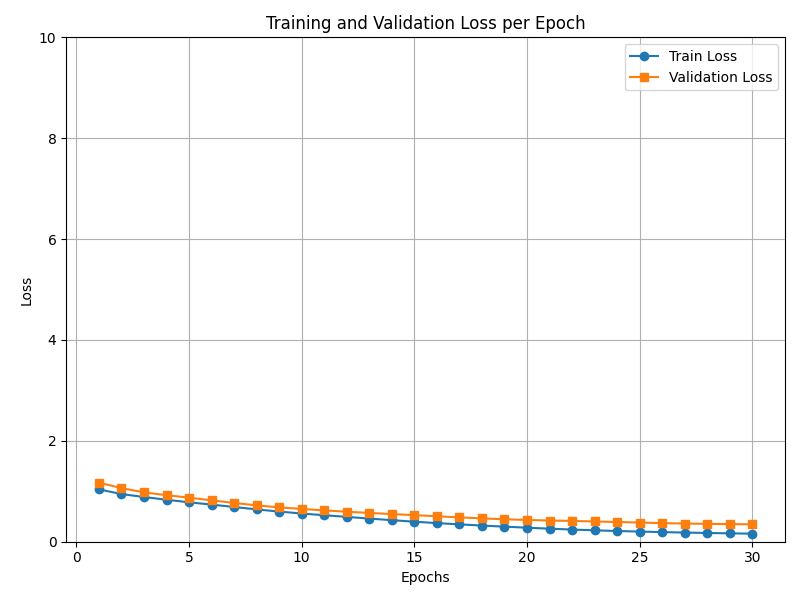 Training and Validation Loss per Epoch
Train Loss
Validation Loss
Loss
10
8
6
4
2
0
0 5 10 15 20 25 30
Epochs